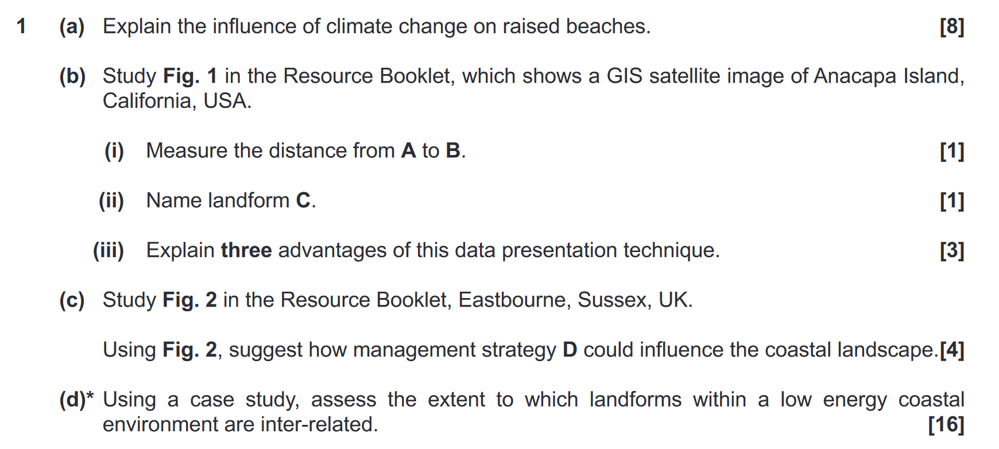 1 (a) Explain the influence of climate change on raised beaches. [8]
(b) Study Fig. 1 in the Resource Booklet, which shows a GIS satellite image of Anacapa Island,
California, USA.
(i) Measure the distance from A to B. [1]
(ii) Name landform C. [1]
(iii) Explain three advantages of this data presentation technique. [3]
(c) Study Fig. 2 in the Resource Booklet, Eastbourne, Sussex, UK.
Using Fig. 2, suggest how management strategy D could influence the coastal landscape.[4]
(d)* Using a case study, assess the extent to which landforms within a low energy coastal
environment are inter-related. [16]